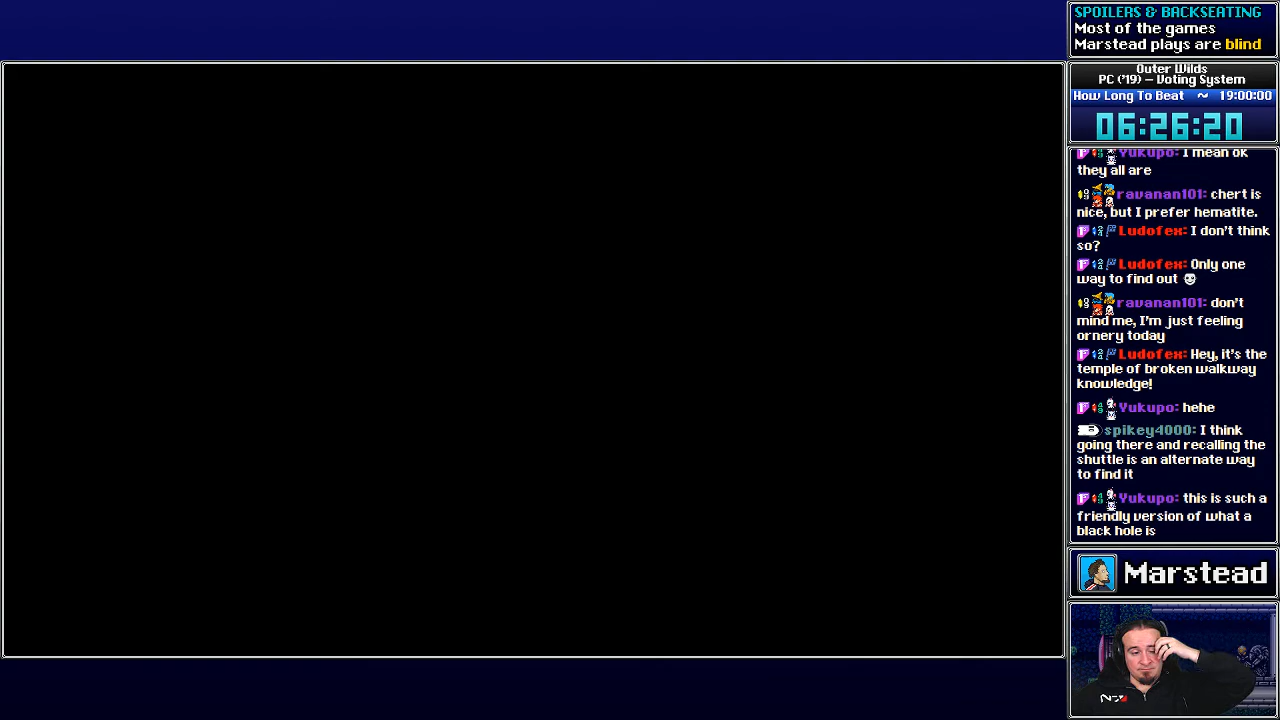 SPOILERS & BACKSEATING
Most of the games
Marstead plays are blind
Outer Wilds
PC ('19) – Voting System
How Long To Beat ~ 19:00:00
06:26:20
Yukupo: I mean ok
they all are
ravanan101: chert is
nice, but I prefer hematite.
Ludofex: I don't think
so?
Ludofex: Only one
way to find out
ravanan101: don't
mind me, I'm just feeling
ornery today
Ludofex: Hey, it's the
temple of broken walkway
knowledge!
Yukupo: hehe
spikey4000: I think
going there and recalling the
shuttle is an alternate way
to find it
Yukupo: this is such a
friendly version of what a
black hole is
Marstead
N7